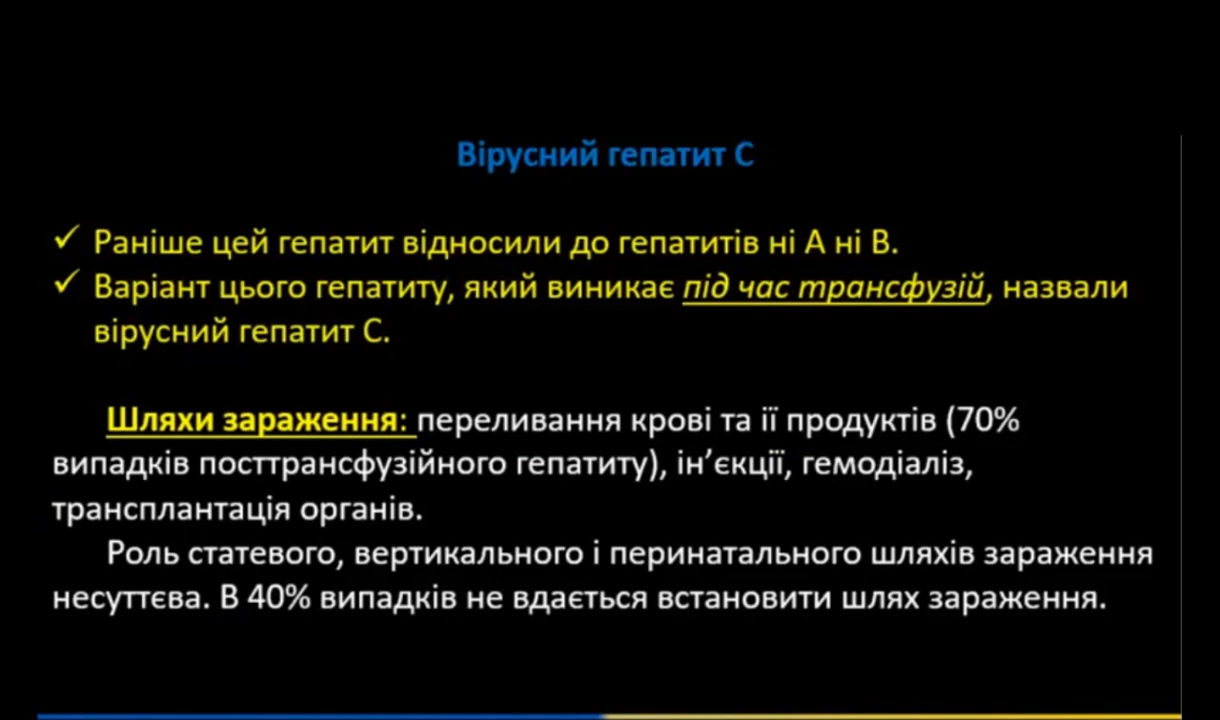 Вірусний гепатит С
✓ Раніше цей гепатит відносили до гепатитів ні А ні В.
✓ Варіант цього гепатиту, який виникає під час трансфузій, назвали
вірусний гепатит С.
Шляхи зараження: переливання крові та її продуктів (70%
випадків посттрансфузійного гепатиту), ін’єкції, гемодіаліз,
трансплантація органів.
Роль статевого, вертикального і перинатального шляхів зараження
несуттєва. В 40% випадків не вдається встановити шлях зараження.